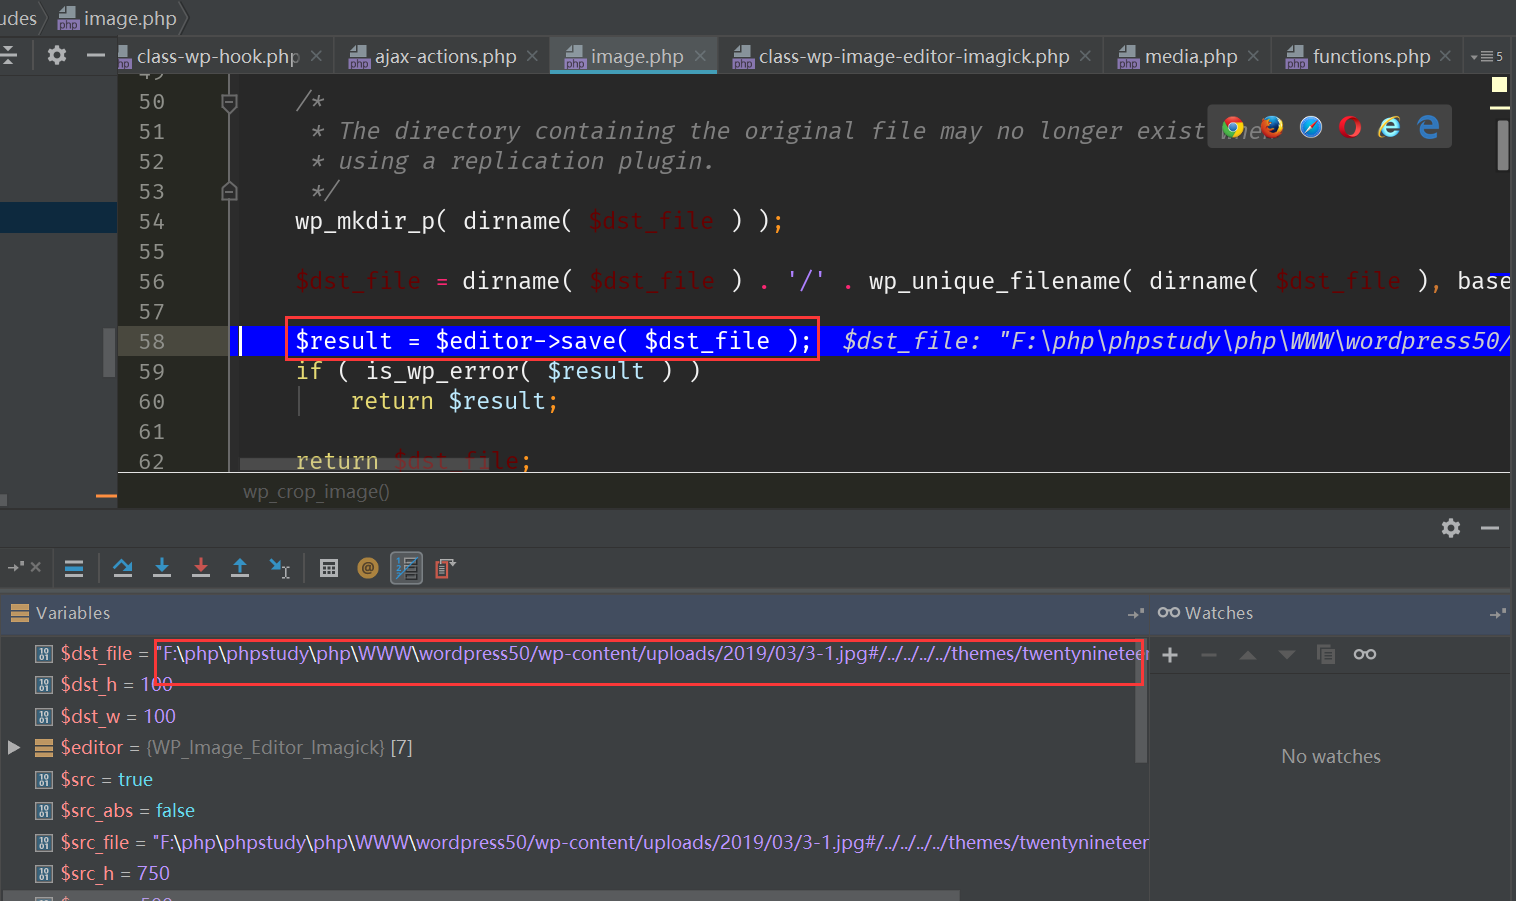 udes image.php
class-wp-hook.php ajax-actions.php image.php class-wp-image-editor-imagick.php media.php functions.php 5
49
50 /*
51 * The directory containing the original file may no longer exist when
52 * using a replication plugin.
53 */
54 wp_mkdir_p( dirname( $dst_file ) );
55
56 $dst_file = dirname( $dst_file ) . '/' . wp_unique_filename( dirname( $dst_file ), base
57
58 $result = $editor->save( $dst_file ); $dst_file: "F:\php\phpstudy\php\WWW\wordpress50/
59 if ( is_wp_error( $result ) )
60 return $result;
61
62 return $dst_file;
wp_crop_image()
Variables
Watches
$dst_file = "F:\php\phpstudy\php\WWW\wordpress50/wp-content/uploads/2019/03/3-1.jpg#/../../../../themes/twentynineteen
$dst_h = 100
$dst_w = 100
$editor = {WP_Image_Editor_Imagick} [7]
$src = true
$src_abs = false
$src_file = "F:\php\phpstudy\php\WWW\wordpress50/wp-content/uploads/2019/03/3-1.jpg#/../../../../themes/twentynineteen
$src_h = 750
No watches